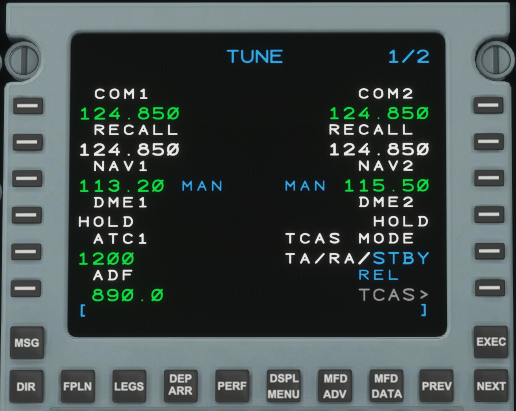 TUNE 1/2
COM1 COM2
124.850 124.850
RECALL RECALL
124.850 124.850
NAV1 NAV2
113.20 MAN MAN 115.50
DME1 DME2
HOLD HOLD
ATC1 TCAS MODE
1200 TA/RA/STBY
ADF REL
890.0 TCAS>
[ ]
MSG EXEC
DIR FPLN LEGS DEP ARR PERF DSPL MENU MFD ADV MFD DATA PREV NEXT